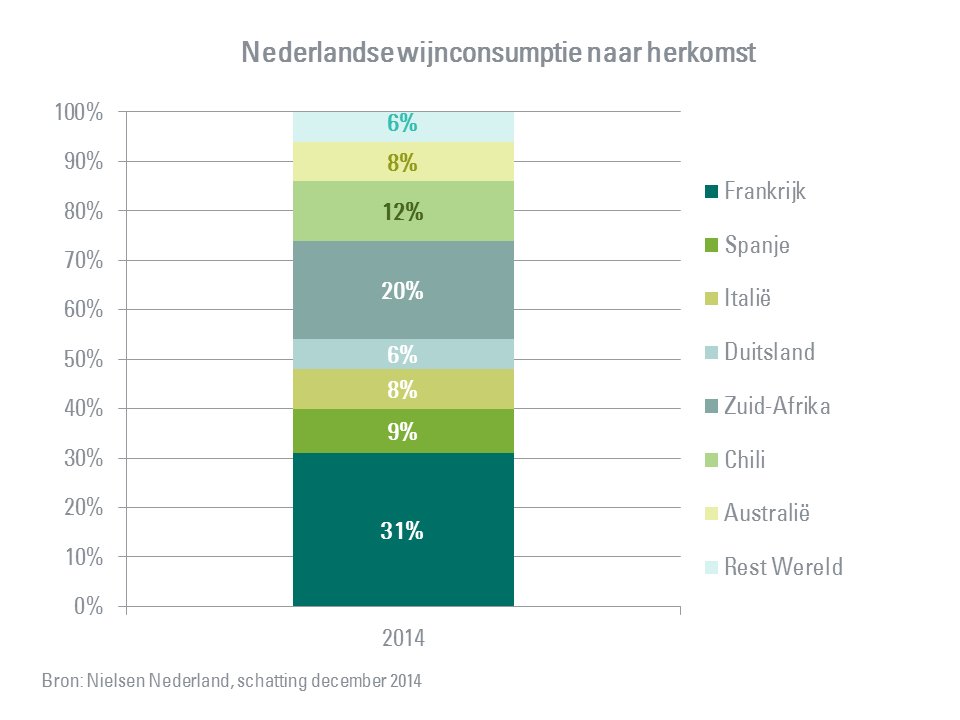 Nederlandse wijnconsumptie naar herkomst
100%
90%
80%
70%
60%
50%
40%
30%
20%
10%
0%
6%
8%
12%
20%
6%
8%
9%
31%
2014
Frankrijk
Spanje
Italië
Duitsland
Zuid-Afrika
Chili
Australië
Rest Wereld
Bron: Nielsen Nederland, schatting december 2014